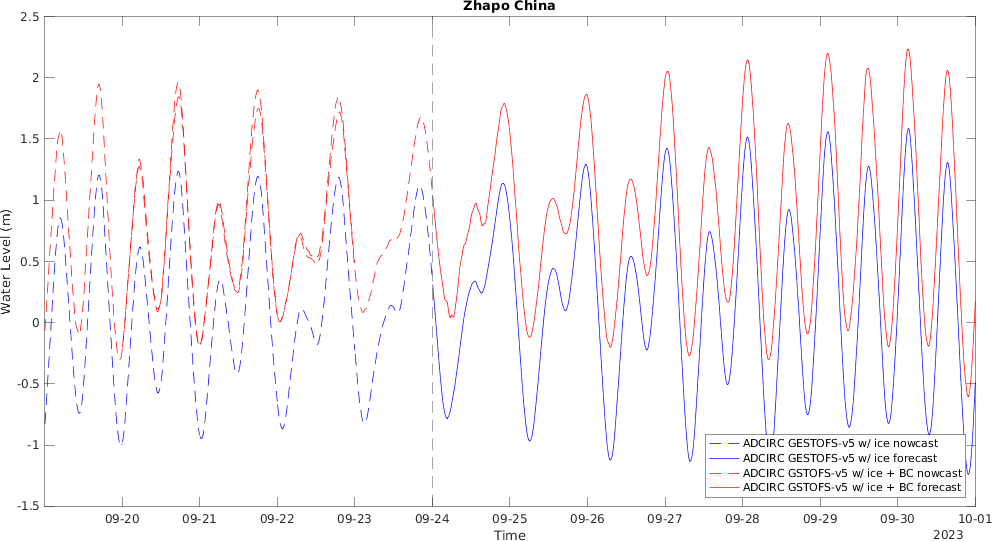 Zhapo China
2.5
2
1.5
1
0.5
0
-0.5
-1
-1.5
Water Level (m)
09-20 09-21 09-22 09-23 09-24 09-25 09-26 09-27 09-28 09-29 09-30 10-01
Time
2023
ADCIRC GESTOFS-v5 w/ ice nowcast
ADCIRC GESTOFS-v5 w/ ice forecast
ADCIRC GSTOFS-v5 w/ ice + BC nowcast
ADCIRC GSTOFS-v5 w/ ice + BC forecast